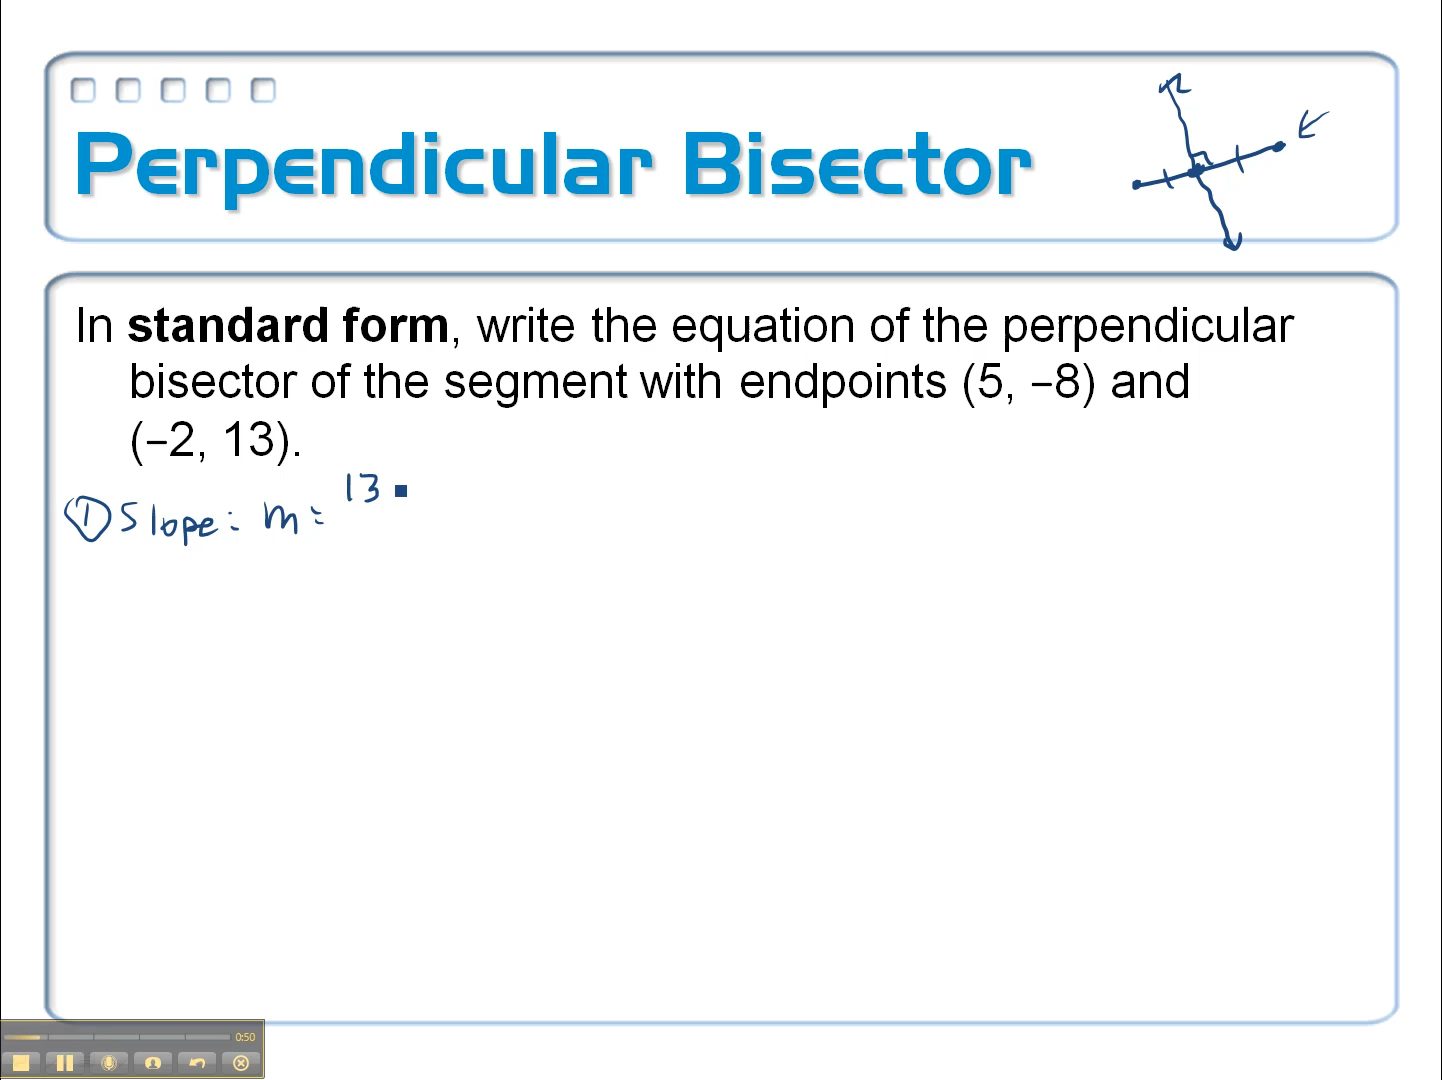 Perpendicular Bisector
In standard form, write the equation of the perpendicular
bisector of the segment with endpoints (5, −8) and
(−2, 13).
① Slope: m = 13
0:50